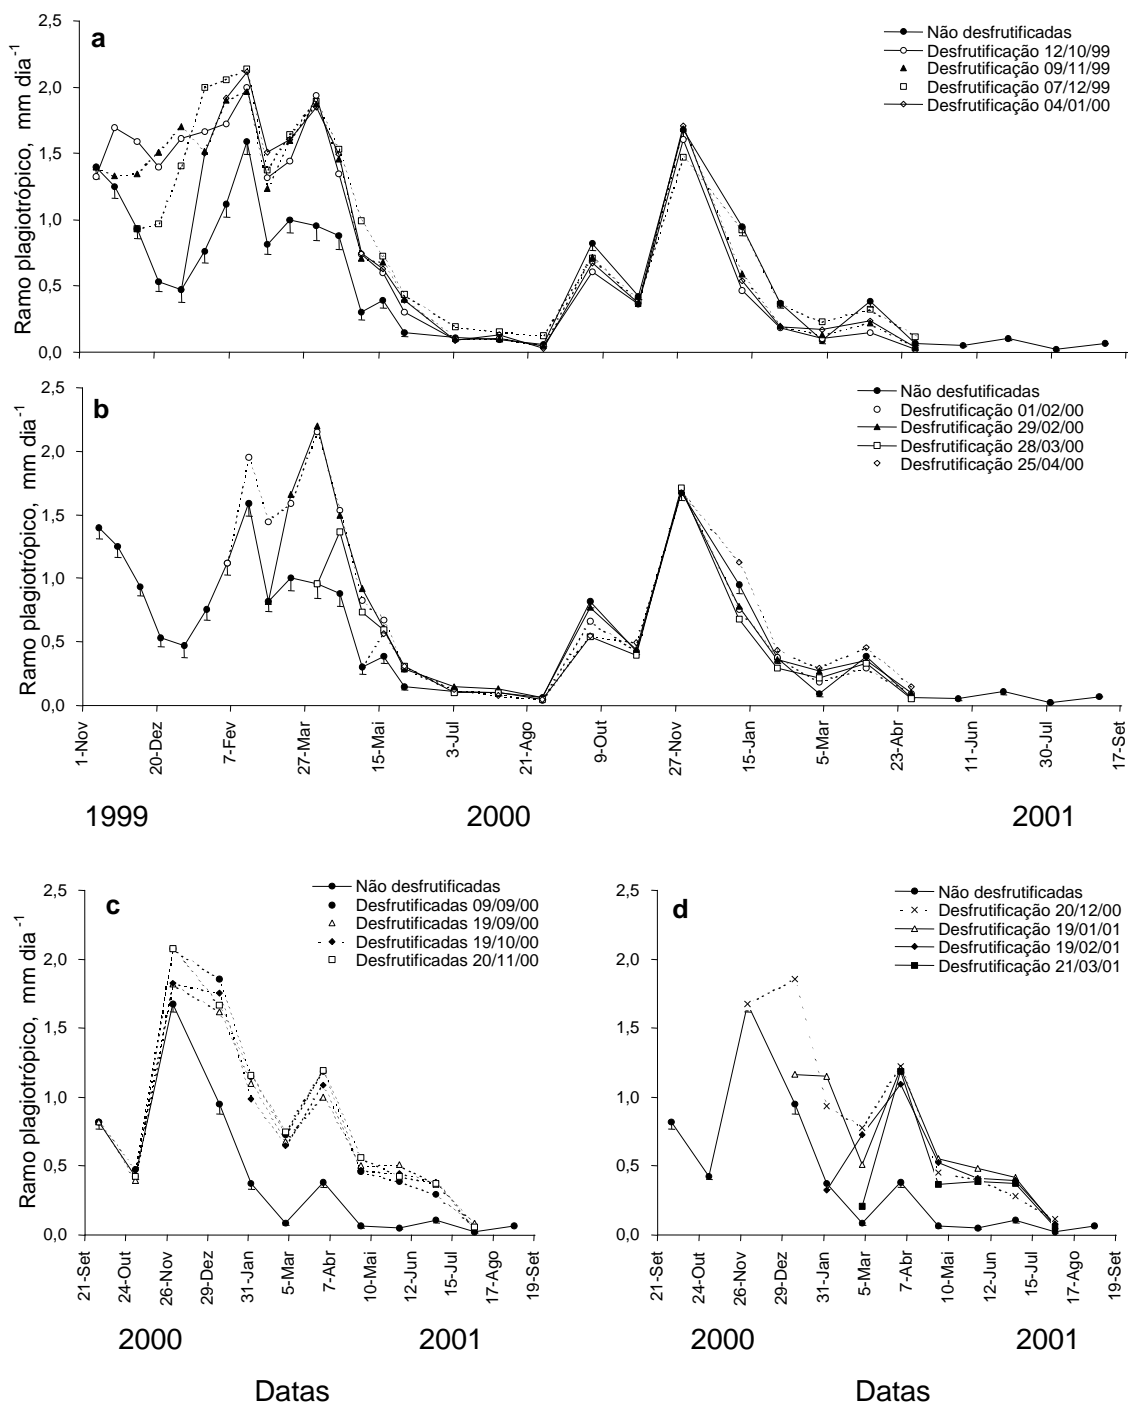 a
Ramo plagiotrópico, mm dia-1
2,5
2,0
1,5
1,0
0,5
0,0
Não desfrutificadas
Desfrutificação 12/10/99
Desfrutificação 09/11/99
Desfrutificação 07/12/99
Desfrutificação 04/01/00
b
Ramo plagiotrópico, mm dia-1
2,5
2,0
1,5
1,0
0,5
0,0
Não desfutificadas
Desfrutificação 01/02/00
Desfrutificação 29/02/00
Desfrutificação 28/03/00
Desfrutificação 25/04/00
1-Nov
20-Dez
7-Fev
27-Mar
15-Mai
3-Jul
21-Ago
9-Out
27-Nov
15-Jan
5-Mar
23-Abr
11-Jun
30-Jul
17-Set
1999
2000
2001
c
Ramo plagiotrópico, mm dia-1
2,5
2,0
1,5
1,0
0,5
0,0
Não desfrutificadas
Desfrutificadas 09/09/00
Desfrutificadas 19/09/00
Desfrutificadas 19/10/00
Desfrutificadas 20/11/00
21-Set
24-Out
26-Nov
29-Dez
31-Jan
5-Mar
7-Abr
10-Mai
12-Jun
15-Jul
17-Ago
19-Set
2000
2001
Datas
d
2,5
2,0
1,5
1,0
0,5
0,0
Não desfrutificadas
Desfrutificação 20/12/00
Desfrutificação 19/01/01
Desfrutificação 19/02/01
Desfrutificação 21/03/01
21-Set
24-Out
26-Nov
29-Dez
31-Jan
5-Mar
7-Abr
10-Mai
12-Jun
15-Jul
17-Ago
19-Set
2000
2001
Datas